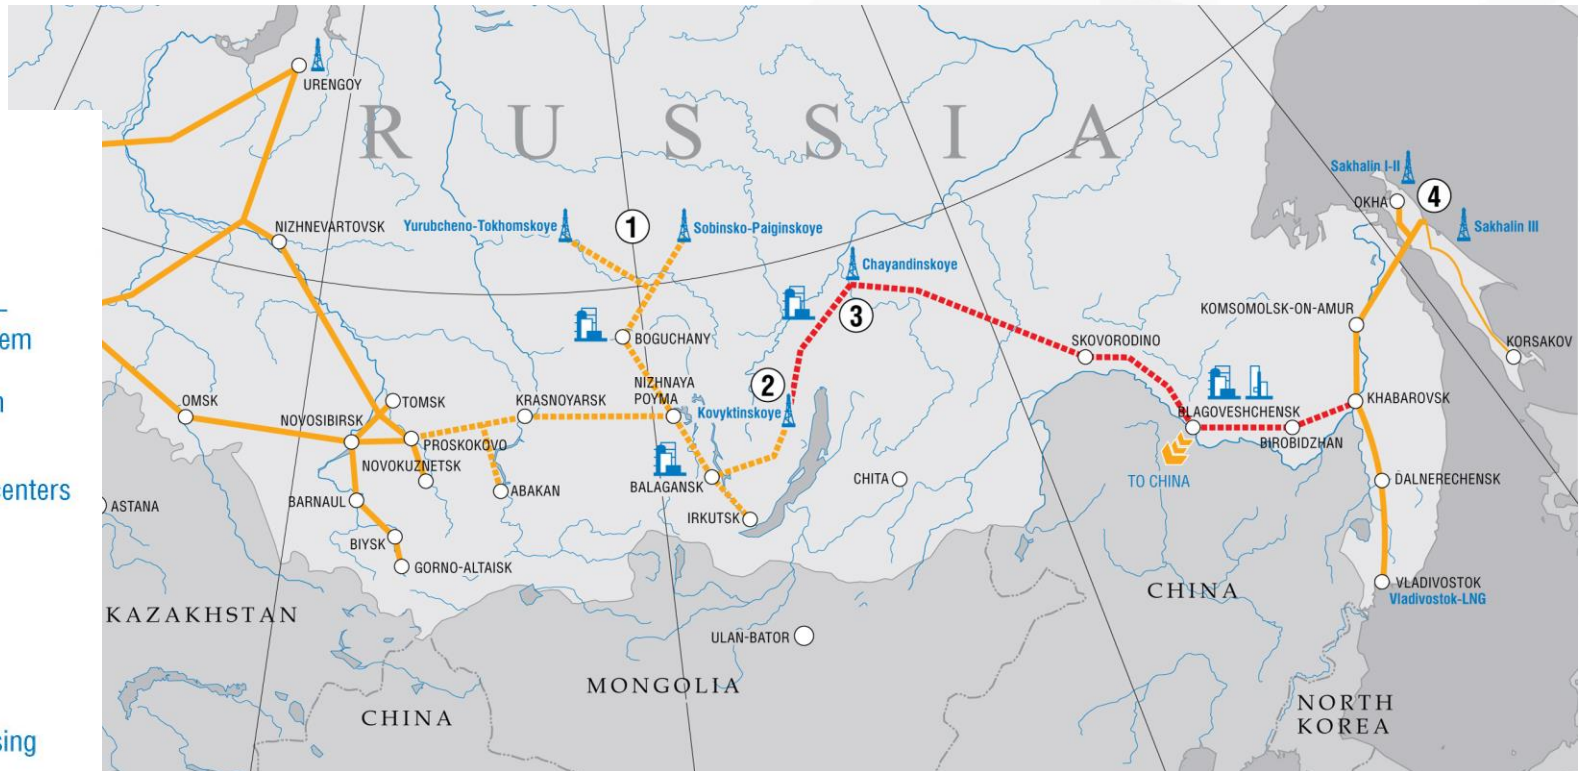 URENGOY
RUSSIA
Sakhalin I-II
4
OKHA
Sakhalin III
1
Yurubcheno-Tokhomskoye
Sobinsko-Paiginskoye
NIZHNEVARTOVSK
Chayandinskoye
3
KOMSOMOLSK-ON-AMUR
BOGUCHANY
SKOVORODINO
KORSAKOV
2
NIZHNAYA
POYMA
OMSK
TOMSK
KRASNOYARSK
Kovyktinskoye
KHABAROVSK
NOVOSIBIRSK
PROSKOKOVO
BLAGOVESHCHENSK
BIROBIDZHAN
NOVOKUZNETSK
BALAGANSK
CHITA
TO CHINA
DALNERECHENSK
centers
ABAKAN
BARNAUL
ASTANA
IRKUTSK
BIYSK
GORNO-ALTAISK
VLADIVOSTOK
Vladivostok-LNG
CHINA
KAZAKHSTAN
ULAN-BATOR
MONGOLIA
CHINA
NORTH
KOREA